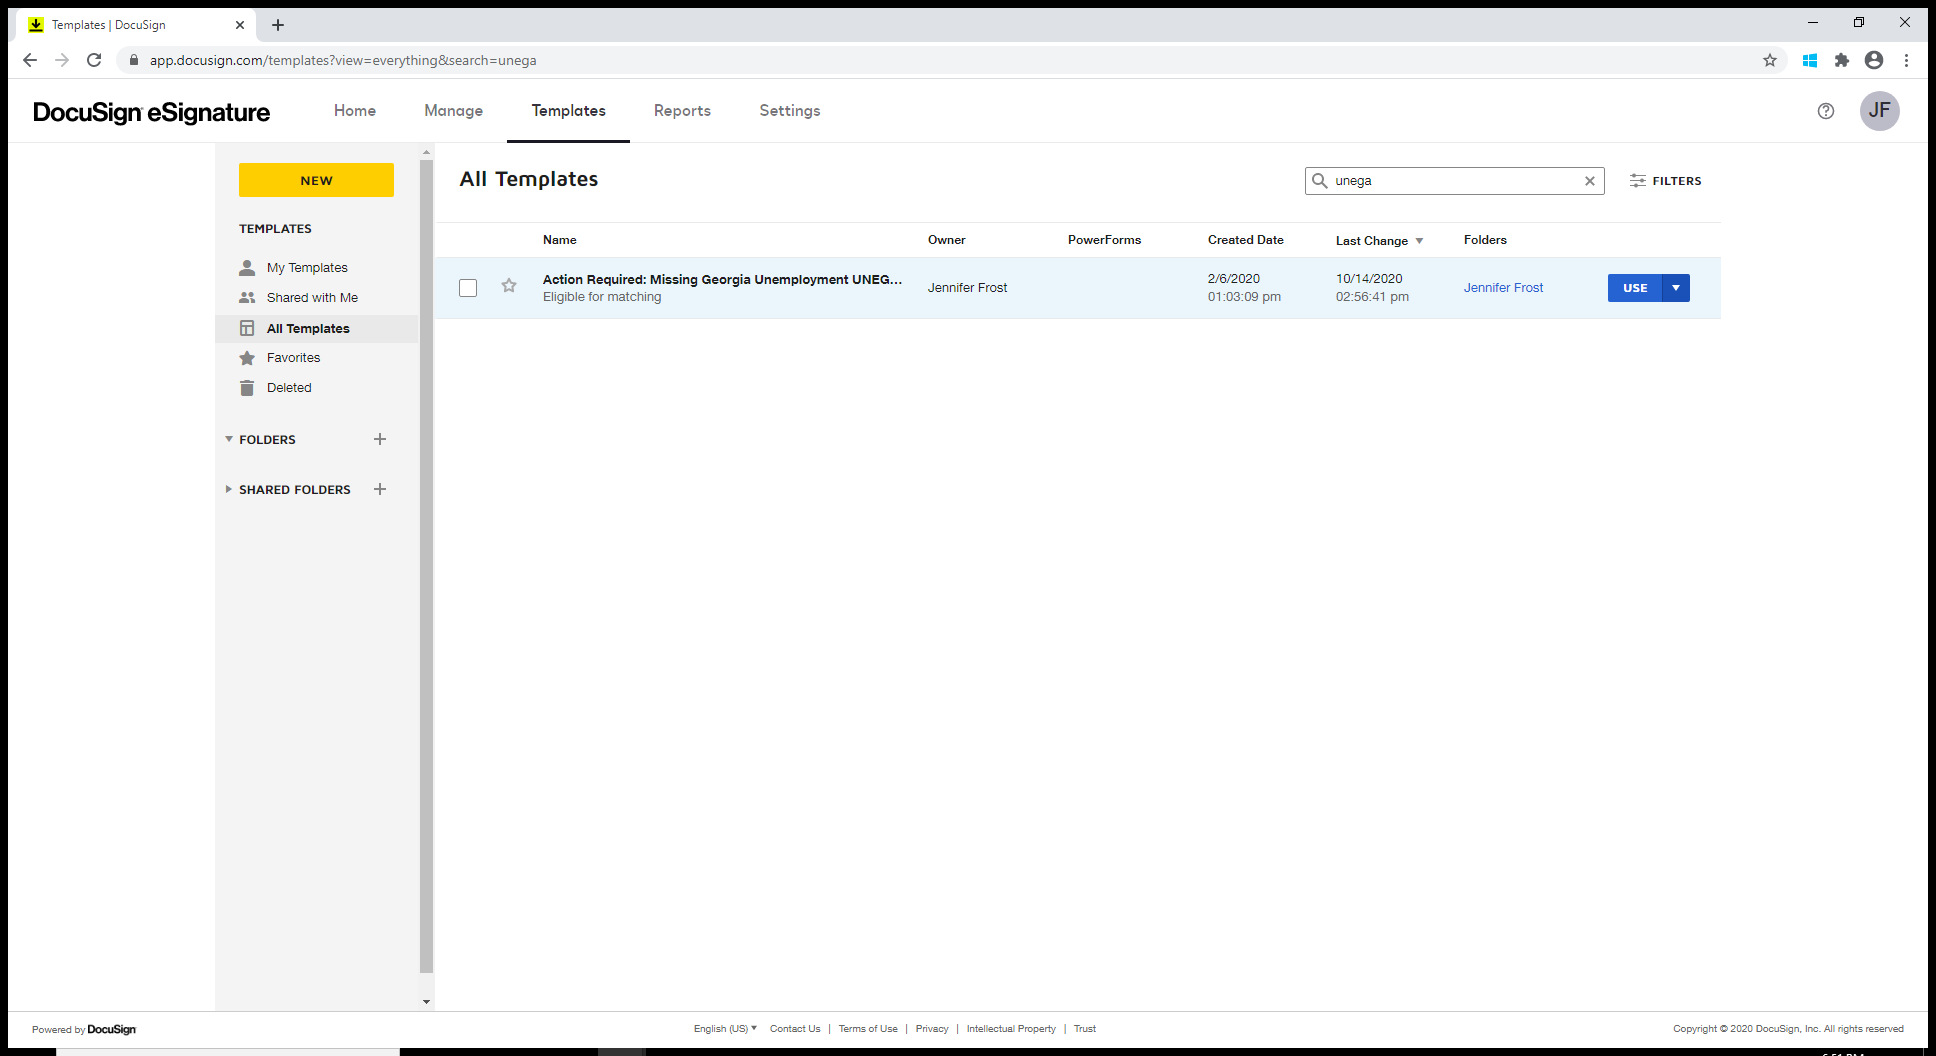 Templates | DocuSign
app.docusign.com/templates?view=everything&search=unega
DocuSign eSignature
Home
Manage
Templates
Reports
Settings
JF
NEW
TEMPLATES
My Templates
Shared with Me
All Templates
Favorites
Deleted
FOLDERS
SHARED FOLDERS
All Templates
unega
FILTERS
Name
Owner
PowerForms
Created Date
Last Change
Folders
Action Required: Missing Georgia Unemployment UNEG...
Eligible for matching
Jennifer Frost
2/6/2020
01:03:09 pm
10/14/2020
02:56:41 pm
Jennifer Frost
USE
Powered by DocuSign
English (US)
Contact Us | Terms of Use | Privacy | Intellectual Property | Trust
Copyright © 2020 DocuSign, Inc. All rights reserved